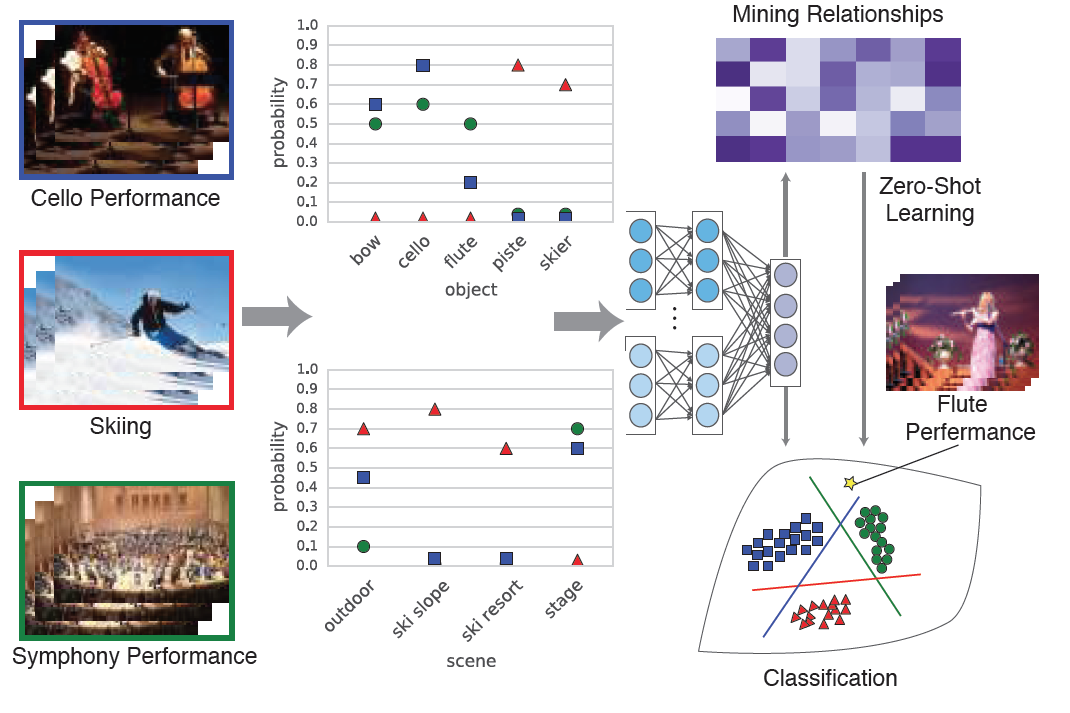 Mining Relationships
1.0
0.9
0.8
0.7
0.6
0.5
0.4
0.3
0.2
0.1
0.0
probability
bow
cello
flute
piste
skier
object
Cello Performance
Zero-Shot
Learning
Skiing
1.0
0.9
0.8
0.7
0.6
0.5
0.4
0.3
0.2
0.1
0.0
probability
outdoor
ski slope
ski resort
stage
scene
Flute
Perfermance
Symphony Performance
Classification